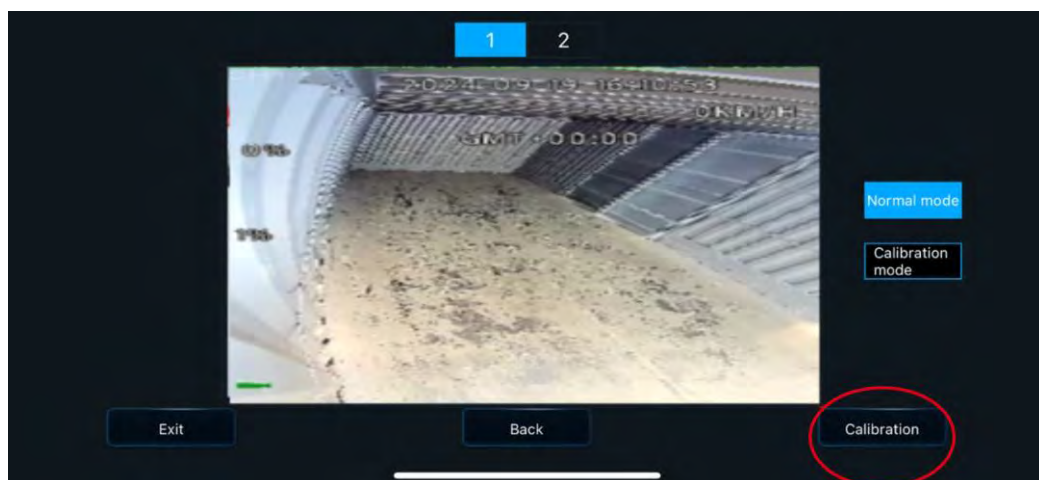 1 2
2024-09-19-16:10:53
0KM/H
GMT+00:00
0%
1%
Normal mode
Calibration
mode
Exit Back Calibration